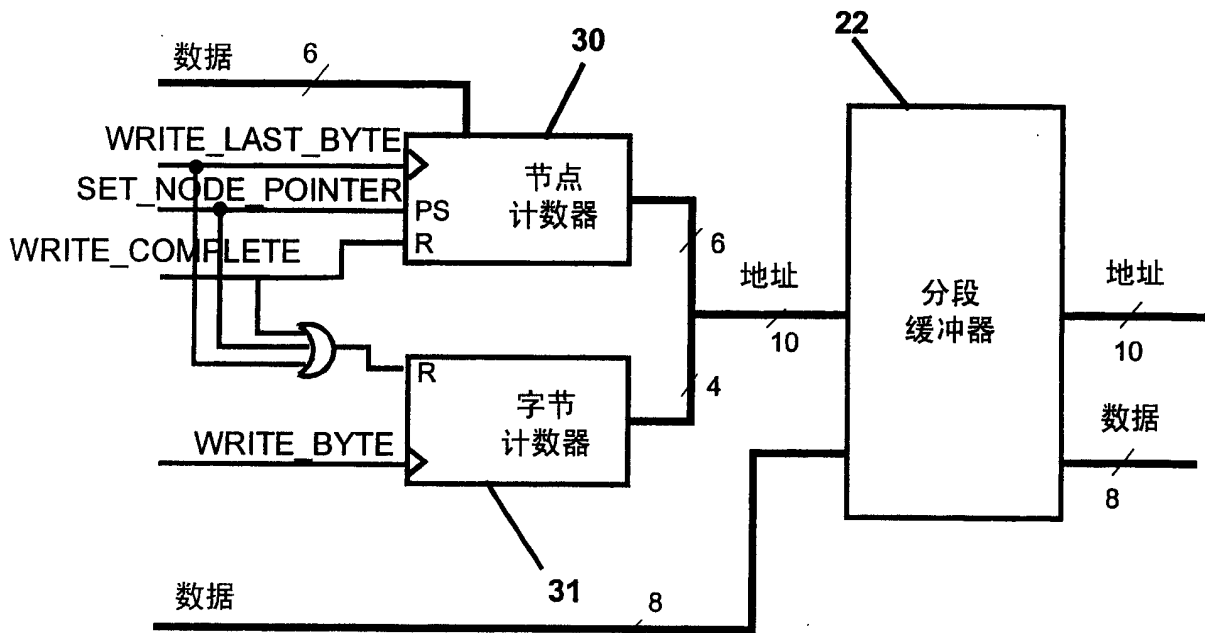 数据
6
30
22
WRITE_LAST_BYTE
SET_NODE_POINTER
WRITE_COMPLETE
PS
R
节点
计数器
6
地址
10
4
分段
缓冲器
地址
10
R
字节
计数器
WRITE_BYTE
数据
8
31
数据
8